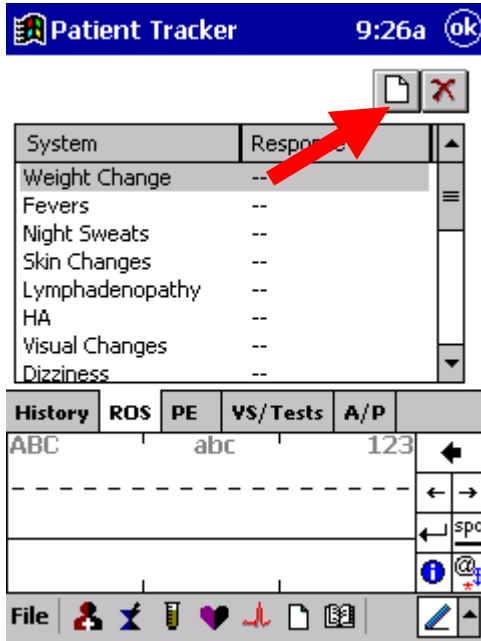 Patient Tracker 9:26a ok
System
Weight Change --
Fevers --
Night Sweats --
Skin Changes --
Lymphadenopathy --
HA --
Visual Changes --
Dizziness --
History ROS PE VS/Tests A/P
ABC abc 123
spc
@
*
File